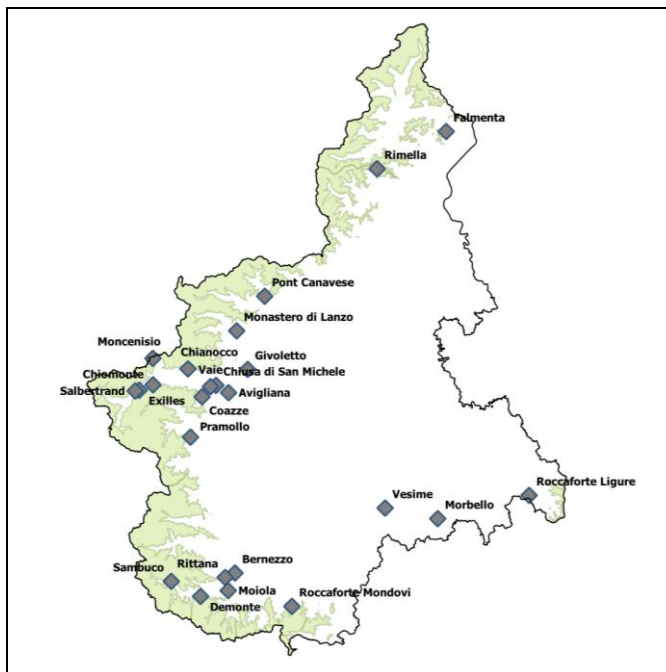 Falmenta
Rimella
Pont Canavese
Monastero di Lanzo
Moncenisio
Chianocco
Givoletto
Vaie
Chiusa di San Michele
Chiomonte
Salbertrand
Exilles
Avigliana
Coazze
Pramollo
Roccaforte Ligure
Vesime
Morbello
Bernezzo
Rittana
Sambuco
Moiola
Roccaforte Mondovi
Demonte